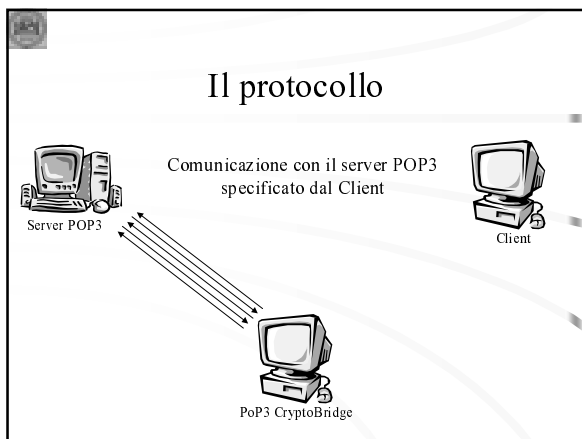 Il protocollo
Comunicazione con il server POP3
specificato dal Client
Server POP3
Client
PoP3 CryptoBridge